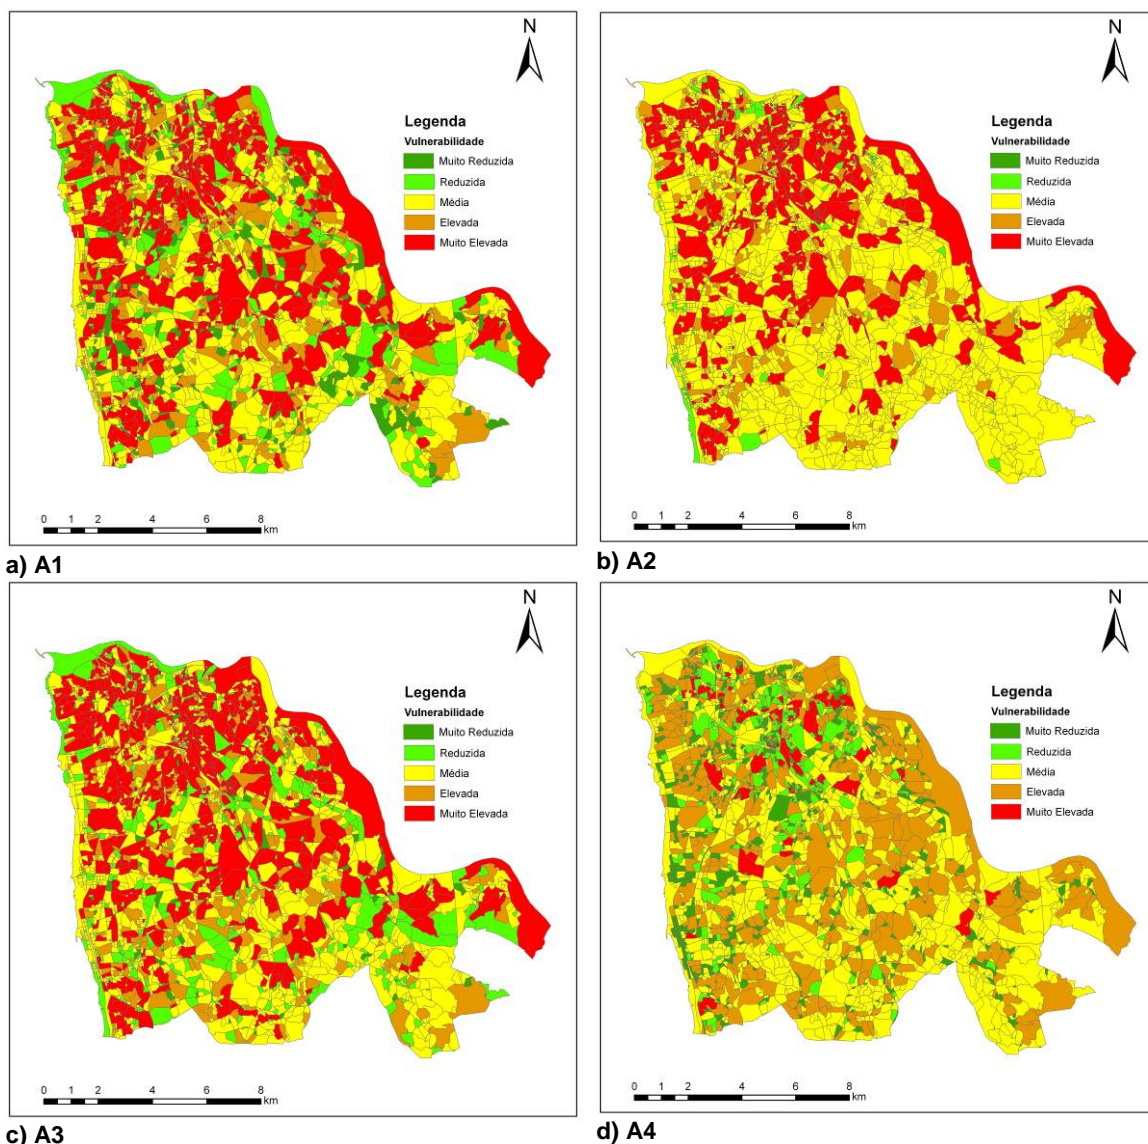 N
Legenda
Vulnerabilidade
Muito Reduzida
Reduzida
Média
Elevada
Muito Elevada
0 1 2 4 6 8
km
a) A1
N
Legenda
Vulnerabilidade
Muito Reduzida
Reduzida
Média
Elevada
Muito Elevada
0 1 2 4 6 8
km
b) A2
N
Legenda
Vulnerabilidade
Muito Reduzida
Reduzida
Média
Elevada
Muito Elevada
0 1 2 4 6 8
km
c) A3
N
Legenda
Vulnerabilidade
Muito Reduzida
Reduzida
Média
Elevada
Muito Elevada
0 1 2 4 6 8
km
d) A4